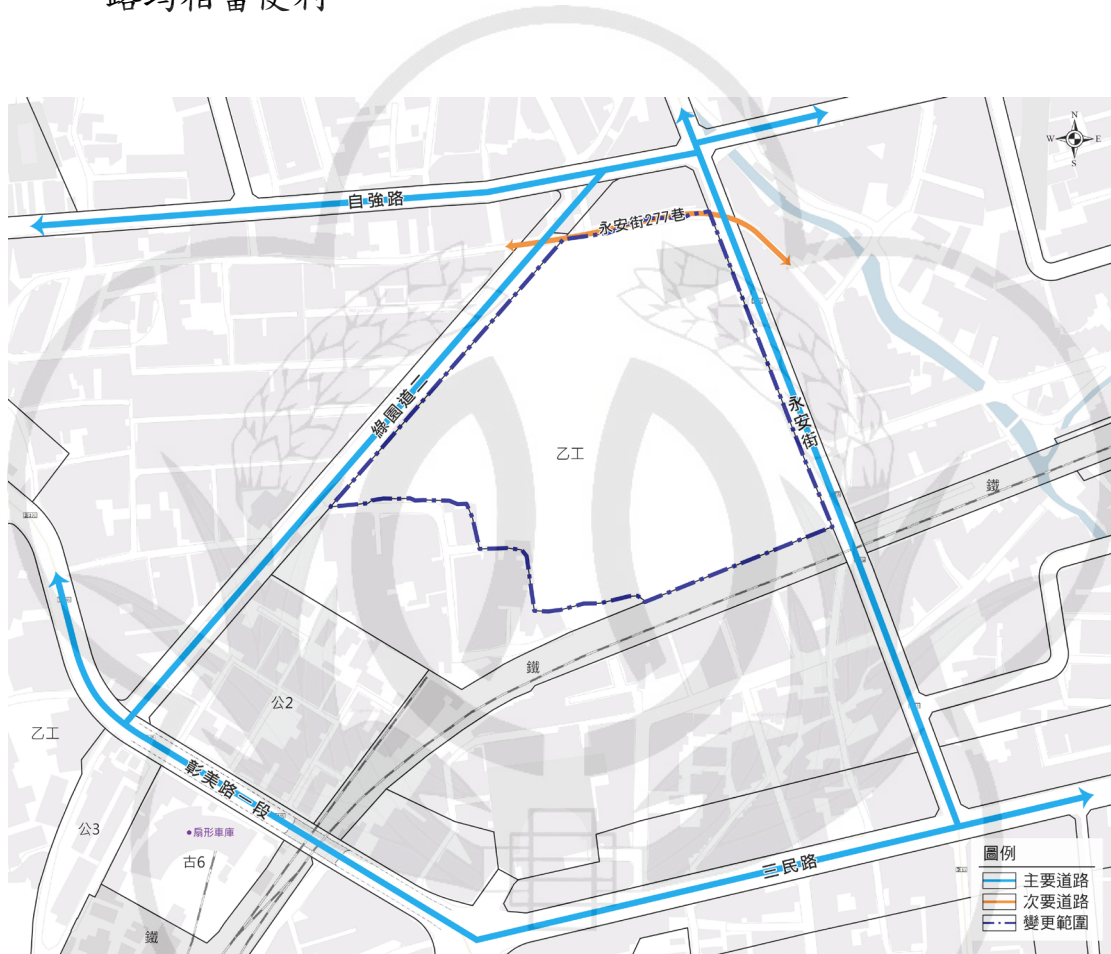 路均相當便利
N
W
E
S
自強路
永安街277巷
綠園道二
永安街
乙工
鐵
鐵
公2
乙工
彰美路一段
公3
扇形車庫
古6
三民路
鐵
圖例
主要道路
次要道路
變更範圍